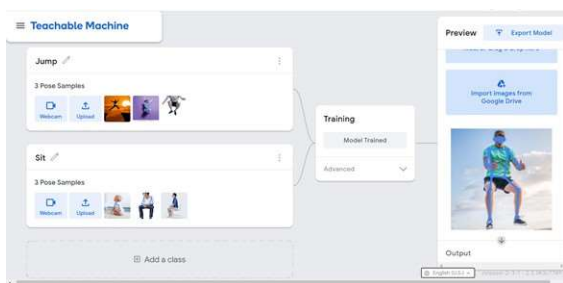 Teachable Machine
Jump
3 Pose Samples
Webcam
Upload
Sit
3 Pose Samples
Webcam
Upload
Add a class
Training
Model Trained
Advanced
Preview
Export Model
Import images from
Google Drive
Output
English